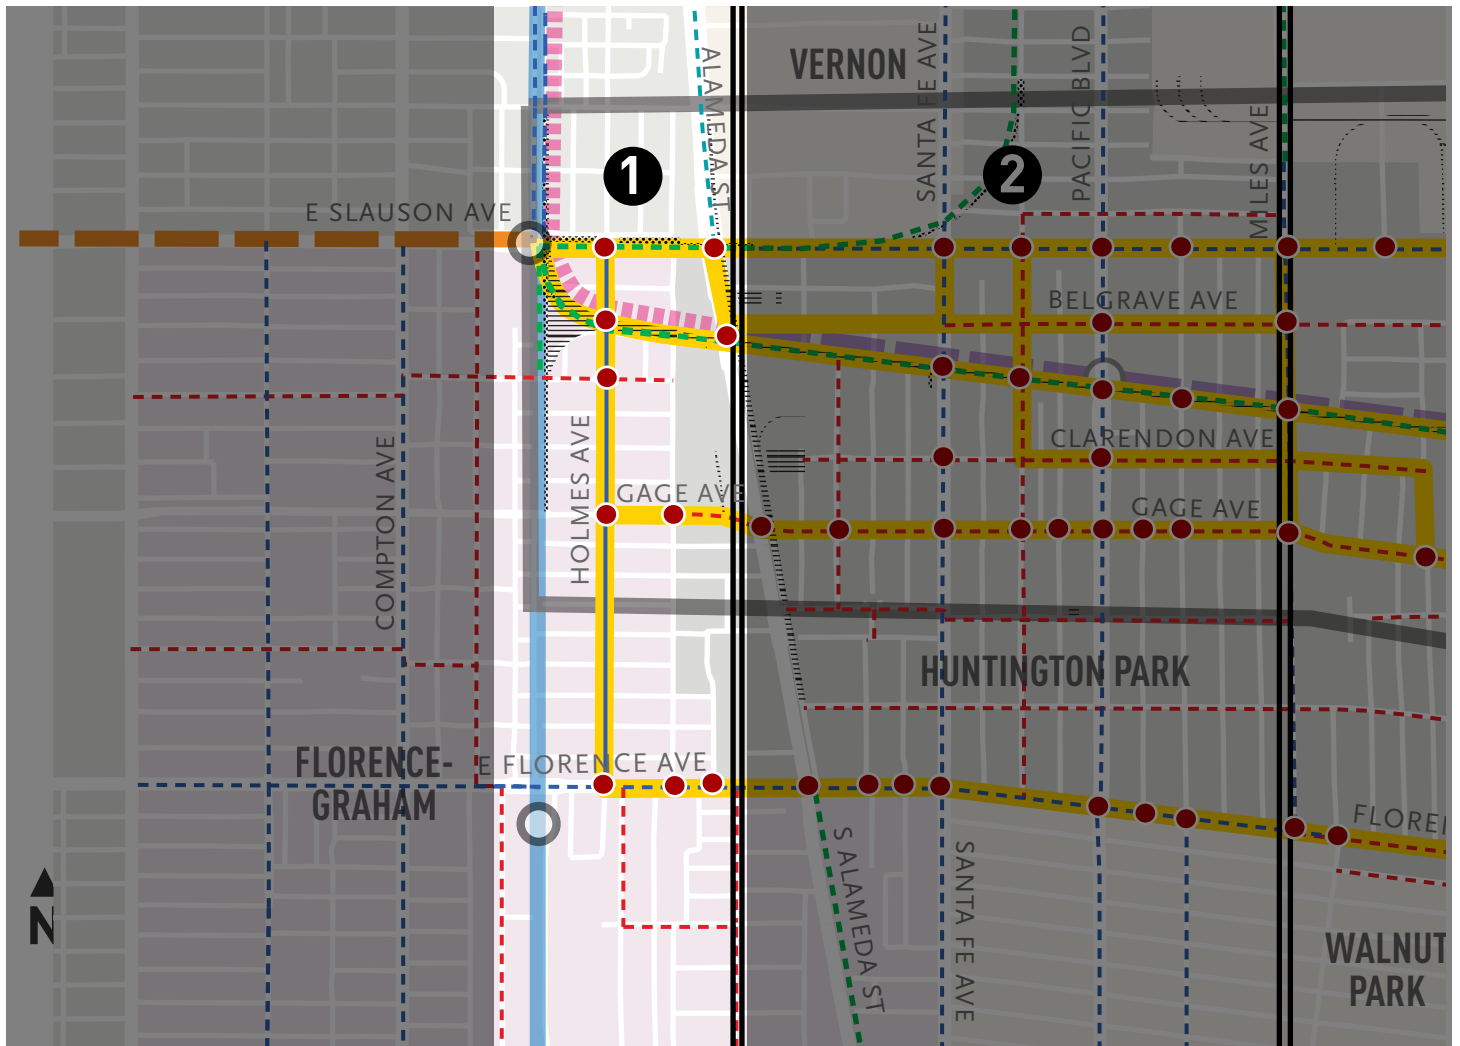 VERNON
ALAMEDA ST
SANTA FE AVE
PACIFIC BLVD
MILES AVE
1
2
E SLAUSON AVE
BELGRAVE AVE
HOLMES AVE
COMPTON AVE
CLARENDON AVE
GAGE AVE
GAGE AVE
HUNTINGTON PARK
FLORENCE-
GRAHAM
E FLORENCE AVE
S ALAMEDA ST
SANTA FE AVE
FLOREN
N
WALNUT
PARK